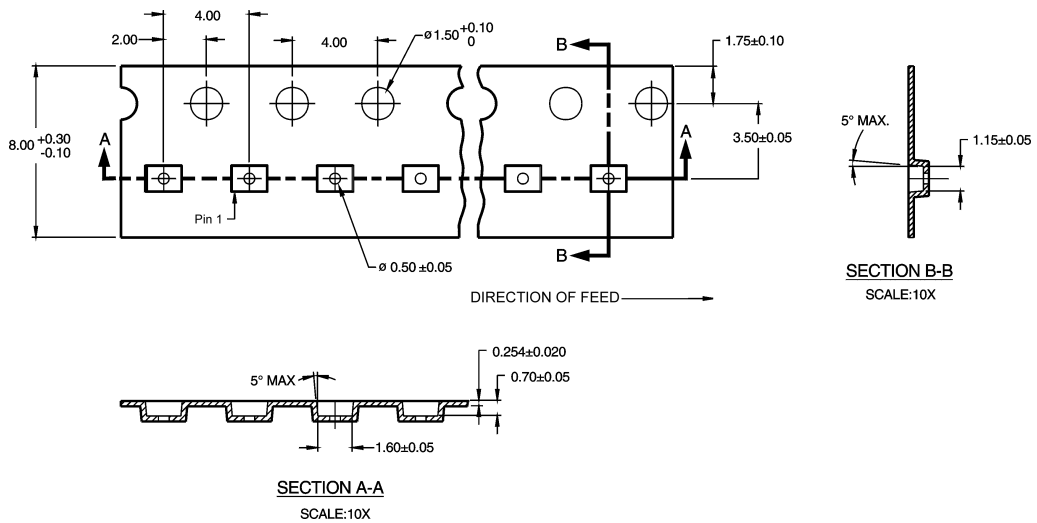 4.00
2.00
4.00
ø1.50 +0.10
0
B
1.75±0.10
8.00 +0.30
-0.10
A
A
3.50±0.05
5° MAX.
1.15±0.05
Pin 1
B
ø 0.50 ±0.05
SECTION B-B
SCALE:10X
DIRECTION OF FEED
0.254±0.020
5° MAX
0.70±0.05
1.60±0.05
SECTION A-A
SCALE:10X